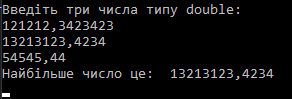 Введіть три числа типу double:
121212,3423423
13213123,4234
54545,44
Найбільше число це:  13213123,4234